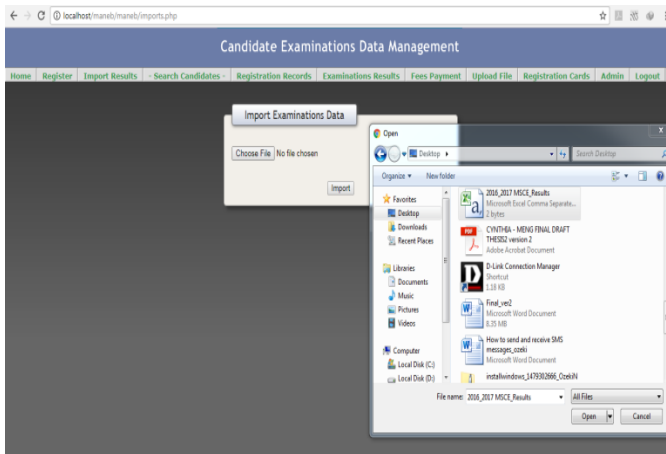 localhost/maneb/maneb/imports.php
Candidate Examinations Data Management
Home Register Import Results - Search Candidates - Registration Records Examinations Results Fees Payment Upload File Registration Cards Admin Logout
Import Examinations Data
Choose File No file chosen
Import
Open
Desktop
Search Desktop
Organize New folder
Favorites
Desktop
Downloads
Recent Places
Libraries
Documents
Music
Pictures
Videos
Computer
Local Disk (C:)
Local Disk (D:)
2016_2017 MSCE_Results
Microsoft Excel Comma Separate...
2 bytes
CYNTHIA - MENG FINAL DRAFT
THESIS2 version 2
Adobe Acrobat Document
D-Link Connection Manager
Shortcut
1.18 KB
Final_ver2
Microsoft Word Document
8.35 MB
How to send and receive SMS
messages_ozeki
Microsoft Word Document
installwindows_1479302666_OzekiN
File name: 2016_2017 MSCE_Results All Files
Open Cancel